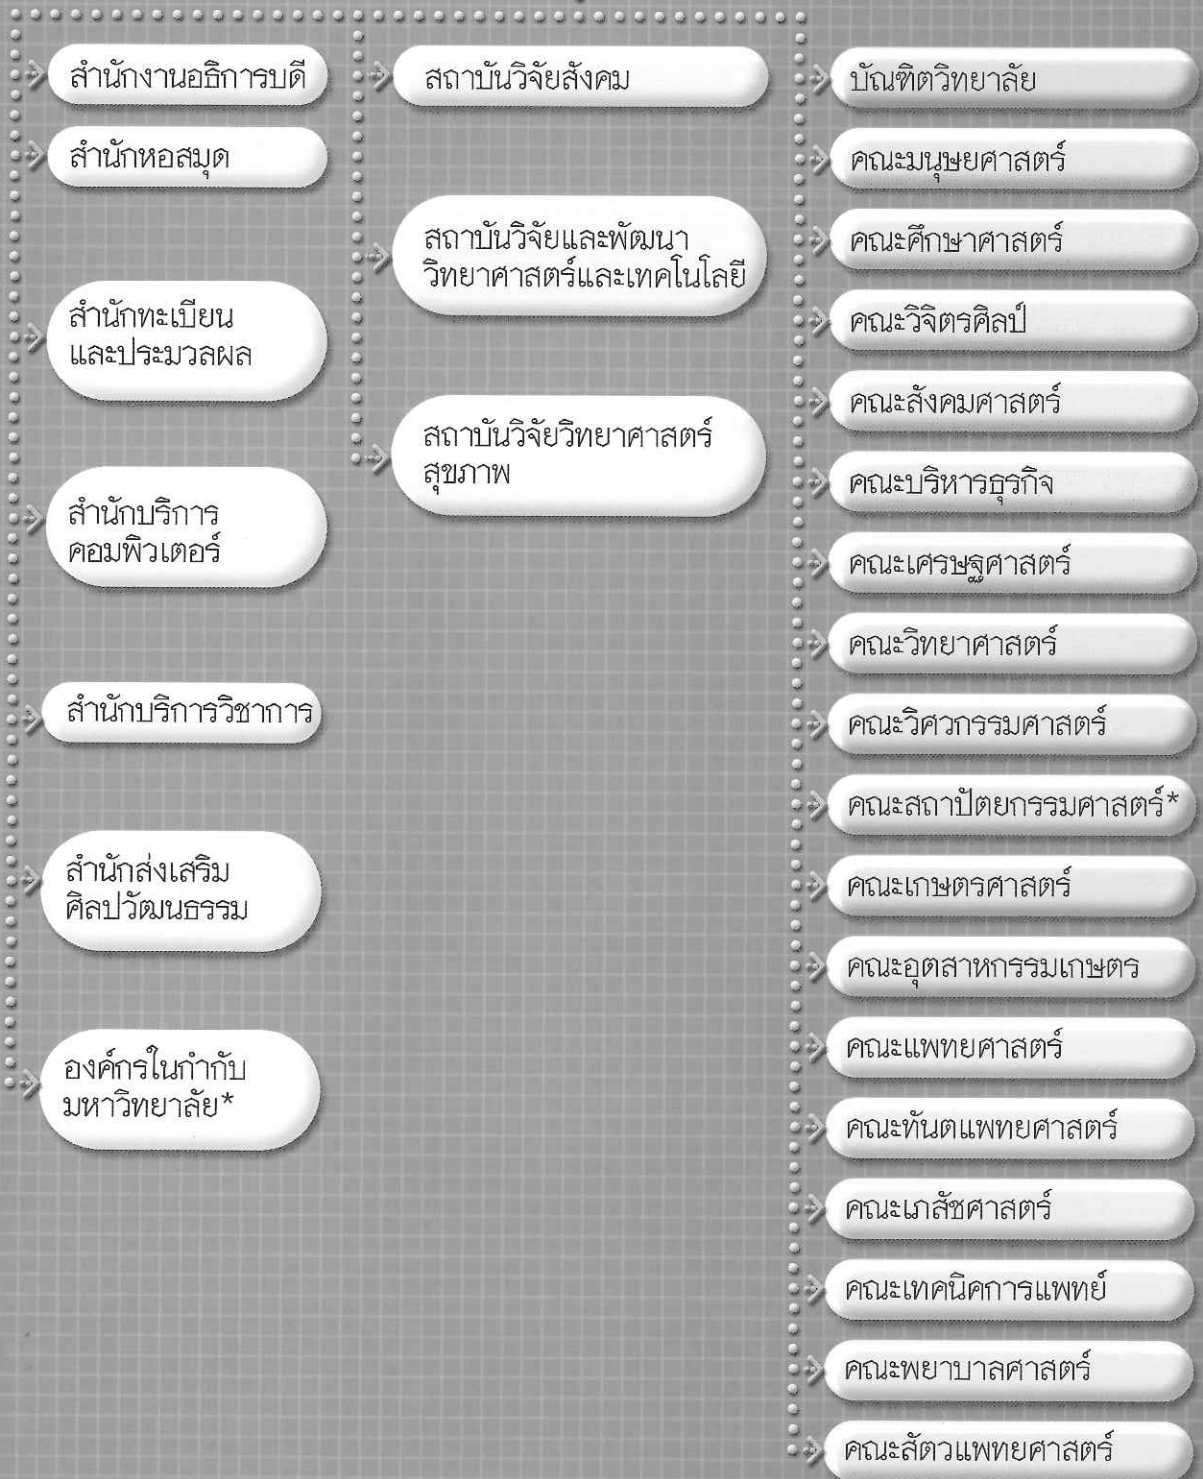 สำนักงานอธิการบดี
สำนักหอสมุด
สำนักทะเบียน
และประมวลผล
สำนักบริการ
คอมพิวเตอร์
สำนักบริการวิชาการ
สำนักส่งเสริม
ศิลปวัฒนธรรม
องค์กรในกำกับ
มหาวิทยาลัย*
สถาบันวิจัยสังคม
สถาบันวิจัยและพัฒนา
วิทยาศาสตร์และเทคโนโลยี
สถาบันวิจัยวิทยาศาสตร์
สุขภาพ
บัณฑิตวิทยาลัย
คณะมนุษยศาสตร์
คณะศึกษาศาสตร์
คณะวิจิตรศิลป์
คณะสังคมศาสตร์
คณะบริหารธุรกิจ
คณะเศรษฐศาสตร์
คณะวิทยาศาสตร์
คณะวิศวกรรมศาสตร์
คณะสถาปัตยกรรมศาสตร์*
คณะเกษตรศาสตร์
คณะอุตสาหกรรมเกษตร
คณะแพทยศาสตร์
คณะทันตแพทยศาสตร์
คณะเภสัชศาสตร์
คณะเทคนิคการแพทย์
คณะพยาบาลศาสตร์
คณะสัตวแพทยศาสตร์